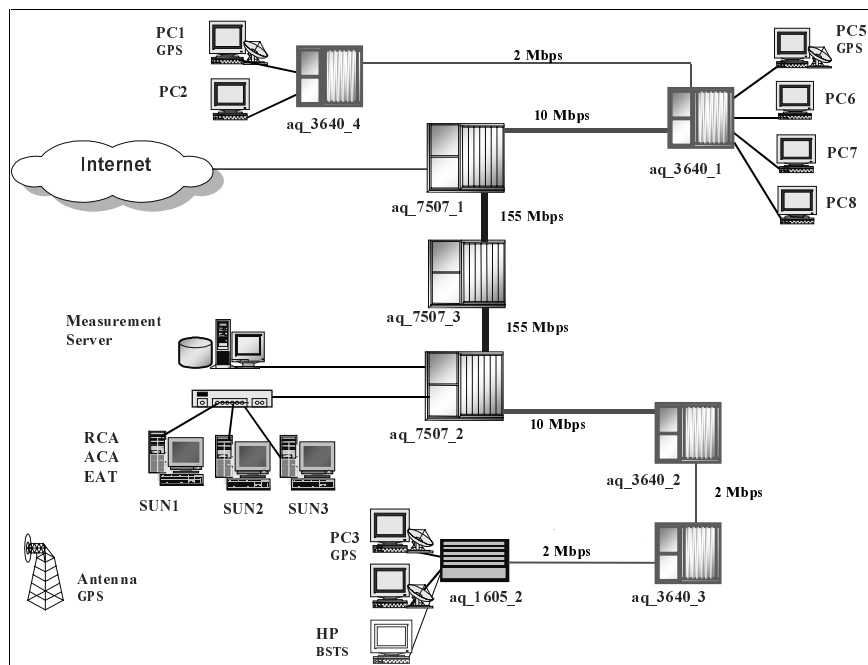 PC1
GPS
PC2
aq_3640_4
2 Mbps
PC5
GPS
PC6
PC7
PC8
aq_3640_1
10 Mbps
Internet
aq_7507_1
155 Mbps
aq_7507_3
155 Mbps
Measurement
Server
aq_7507_2
10 Mbps
aq_3640_2
RCA
ACA
EAT
SUN1
SUN2
SUN3
2 Mbps
PC3
GPS
2 Mbps
aq_1605_2
aq_3640_3
Antenna
GPS
HP
BSTS